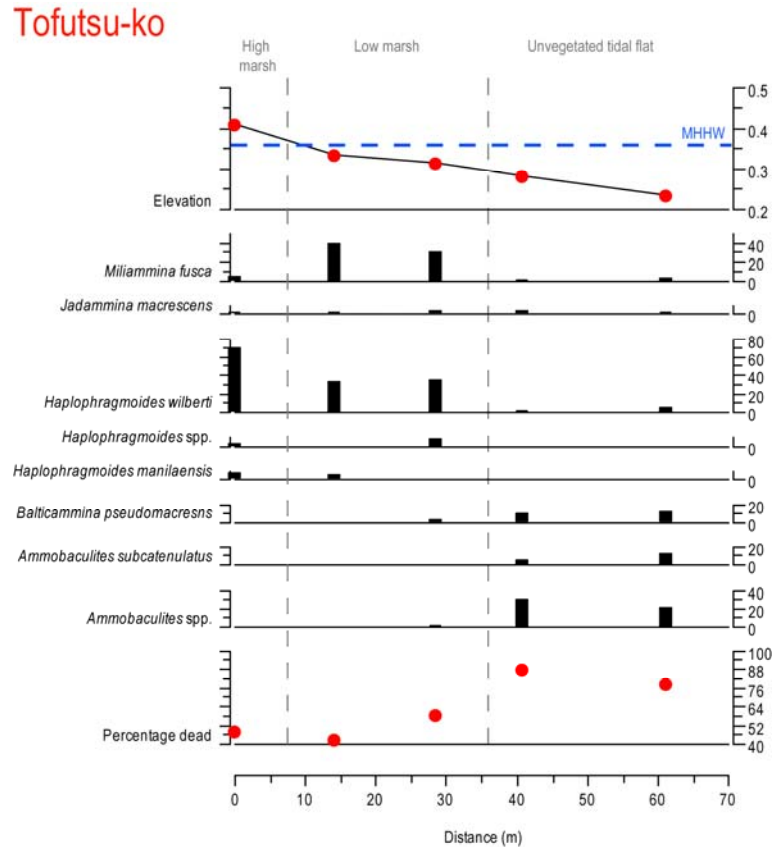 Tofutsu-ko
High
marsh
Low marsh
Unvegetated tidal flat
0.5
0.4
MHHW
0.3
Elevation
0.2
40
20
Miliammina fusca
0
Jadammina macrescens
0
80
60
40
20
Haplophragmoides wilberti
0
Haplophragmoides spp.
0
Haplophragmoides manilaensis
0
20
Balticammina pseudomacresns
0
20
Ammobaculites subcatenulatus
0
40
20
Ammobaculites spp.
0
100
88
76
64
52
Percentage dead
40
0 10 20 30 40 50 60 70
Distance (m)